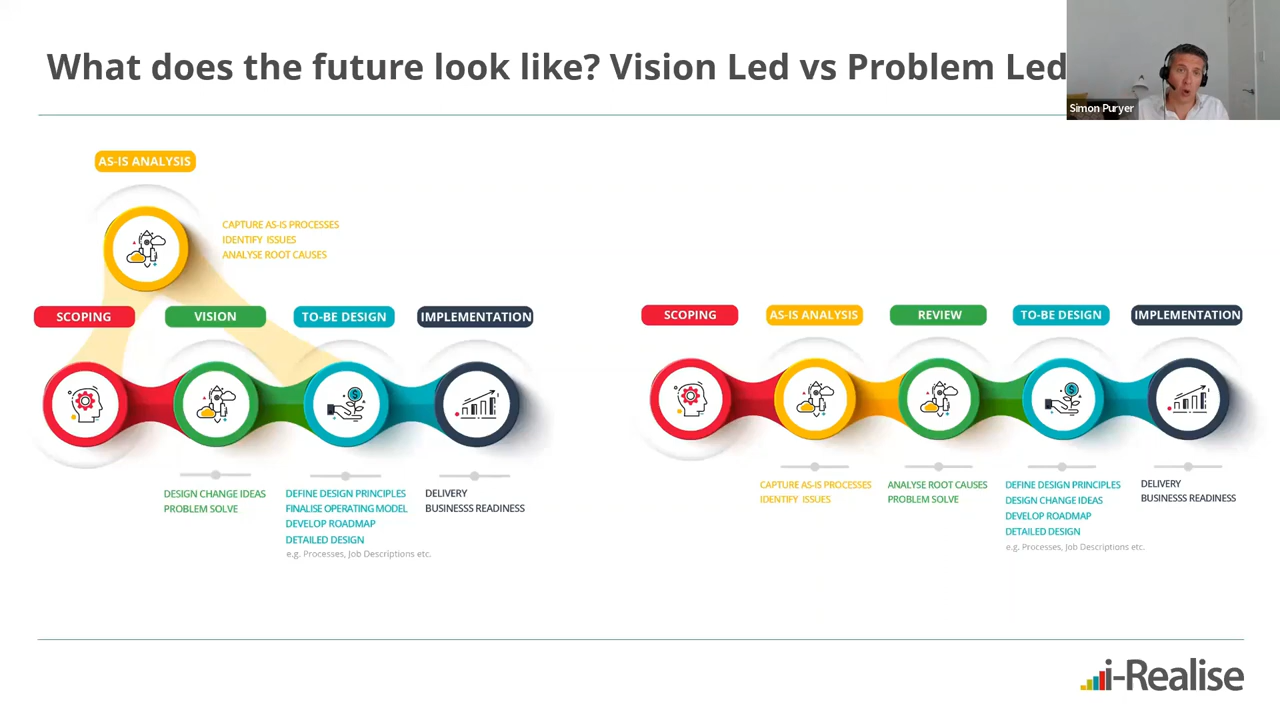 What does the future look like? Vision Led vs Problem Led
Simon Puryer
AS-IS ANALYSIS
CAPTURE AS-IS PROCESSES
IDENTIFY ISSUES
ANALYSE ROOT CAUSES
SCOPING
VISION
TO-BE DESIGN
IMPLEMENTATION
DESIGN CHANGE IDEAS
PROBLEM SOLVE
DEFINE DESIGN PRINCIPLES
FINALISE OPERATING MODEL
DEVELOP ROADMAP
DETAILED DESIGN
e.g. Processes, Job Descriptions etc.
DELIVERY
BUSINESSS READINESS
SCOPING
AS-IS ANALYSIS
REVIEW
TO-BE DESIGN
IMPLEMENTATION
CAPTURE AS-IS PROCESSES
IDENTIFY ISSUES
ANALYSE ROOT CAUSES
PROBLEM SOLVE
DEFINE DESIGN PRINCIPLES
DESIGN CHANGE IDEAS
DEVELOP ROADMAP
DETAILED DESIGN
e.g. Processes, Job Descriptions etc.
DELIVERY
BUSINESSS READINESS
i-Realise